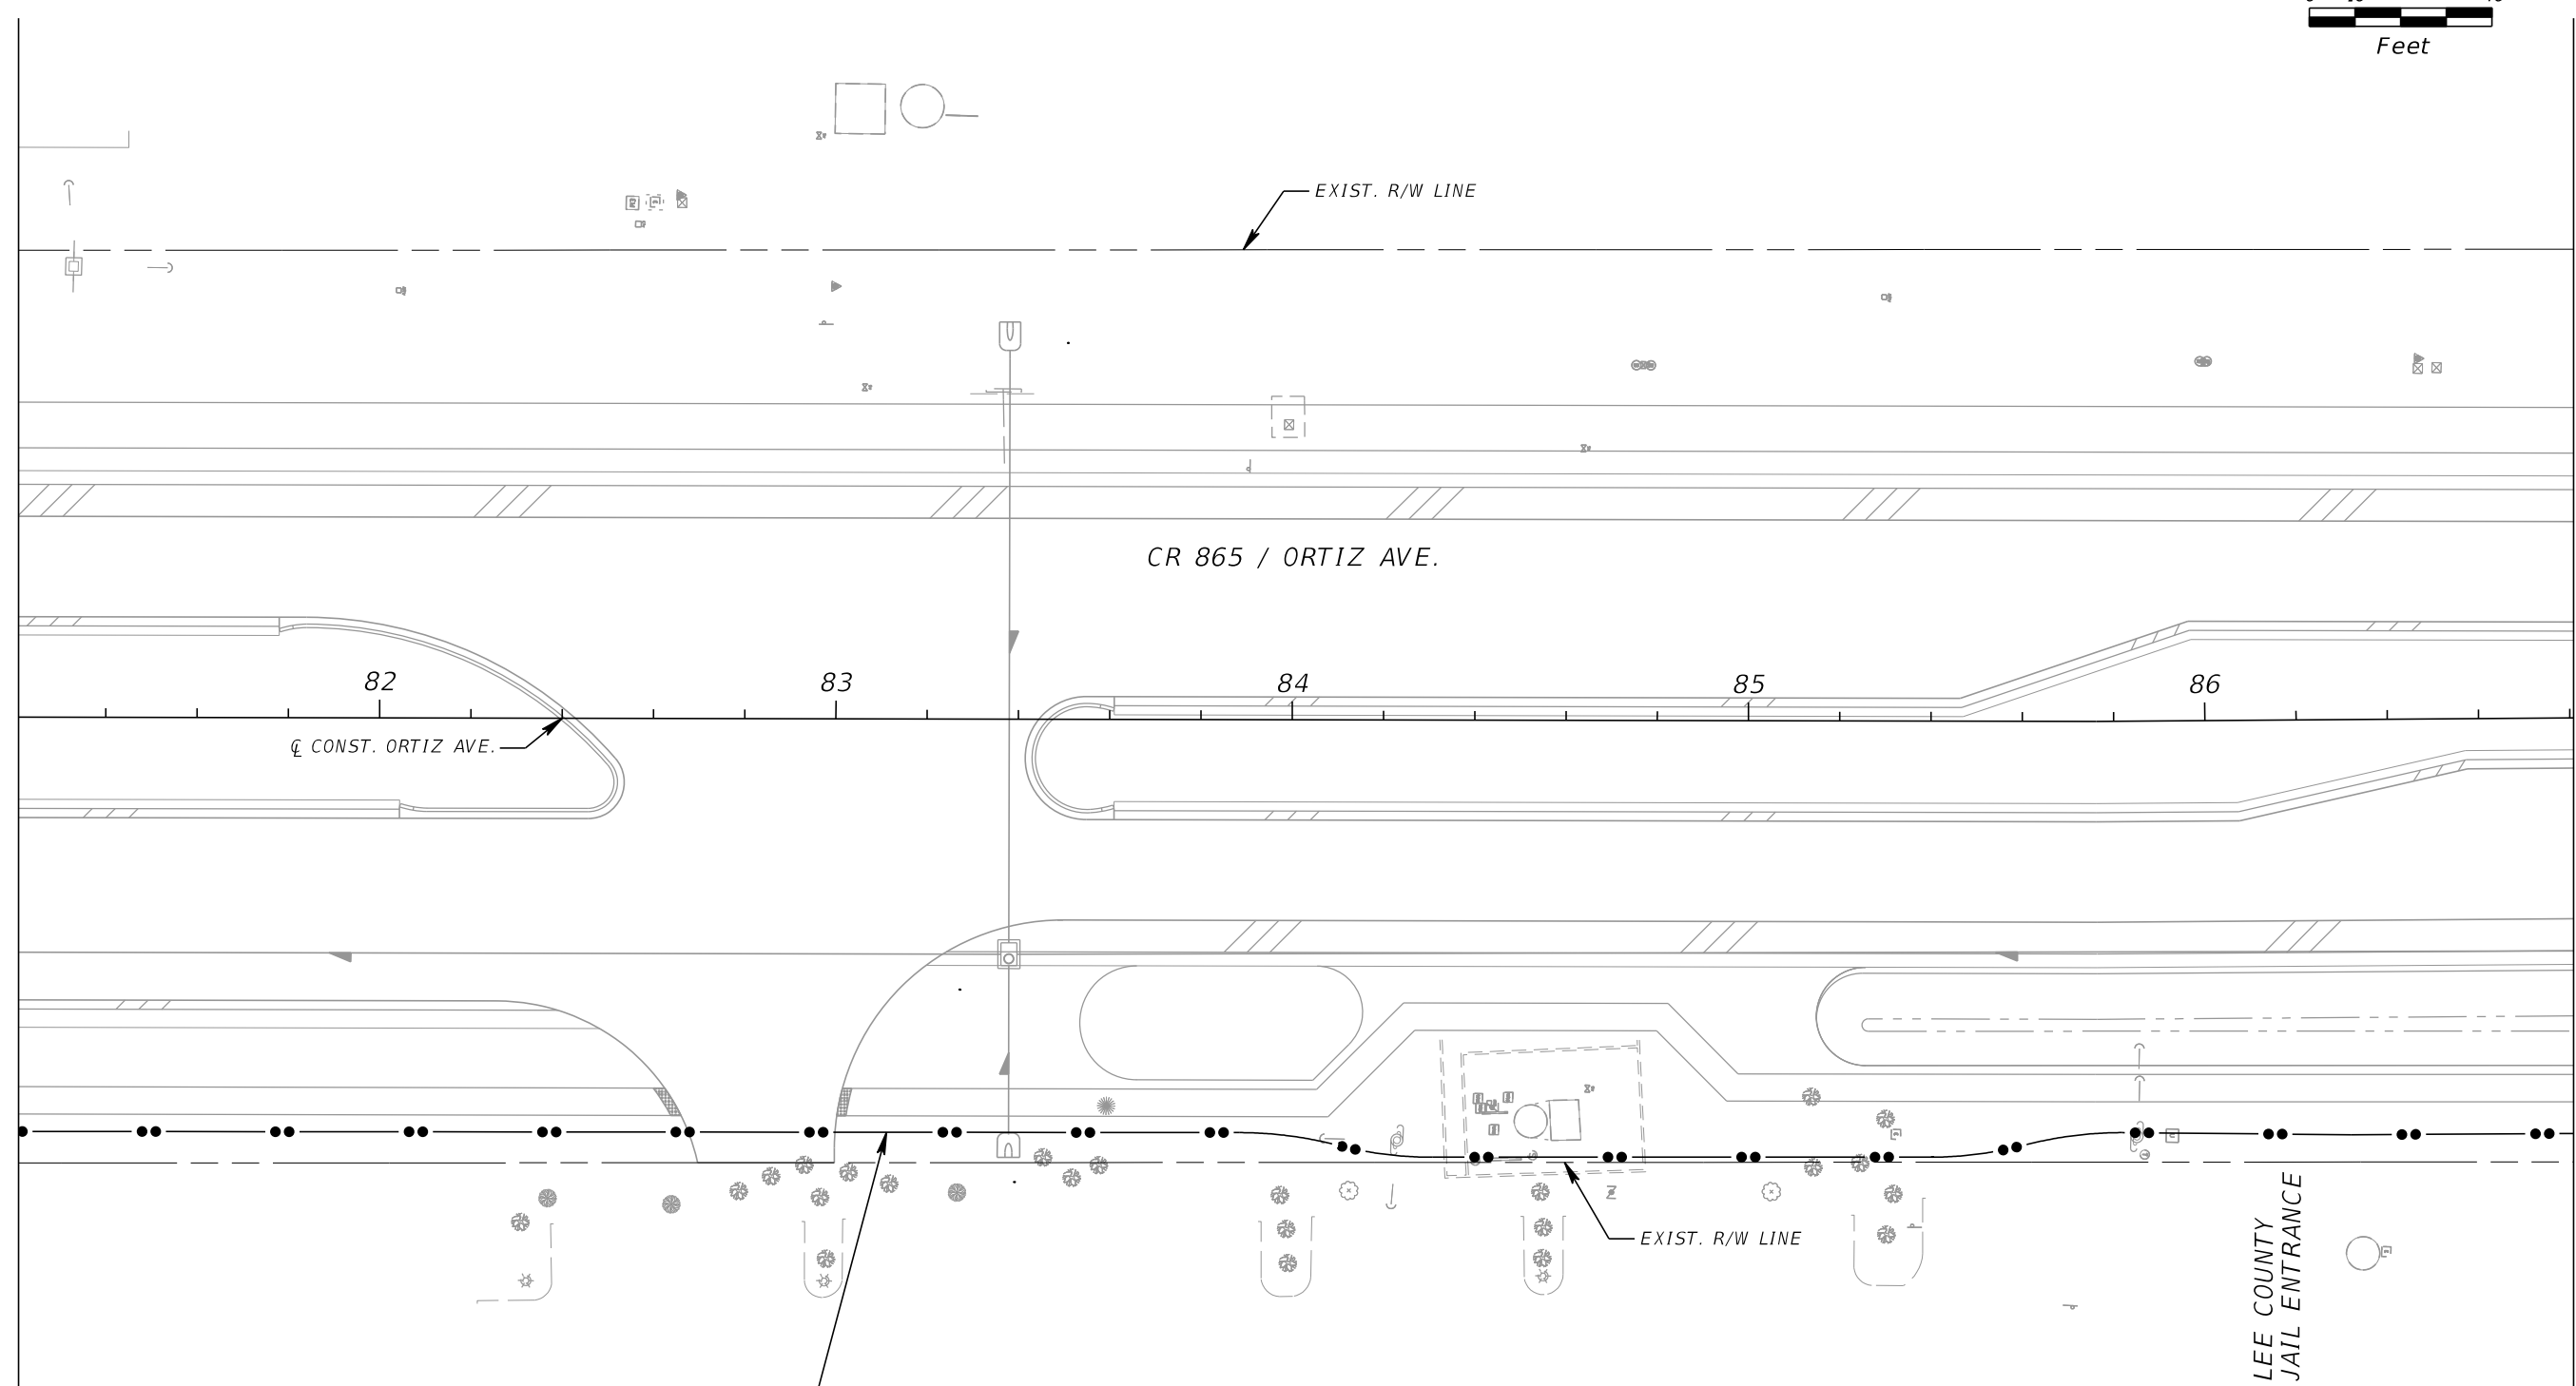 Feet
EXIST. R/W LINE
CR 865 / ORTIZ AVE.
82
83
84
85
86
℄ CONST. ORTIZ AVE.
EXIST. R/W LINE
LEE COUNTY
JAIL ENTRANCE